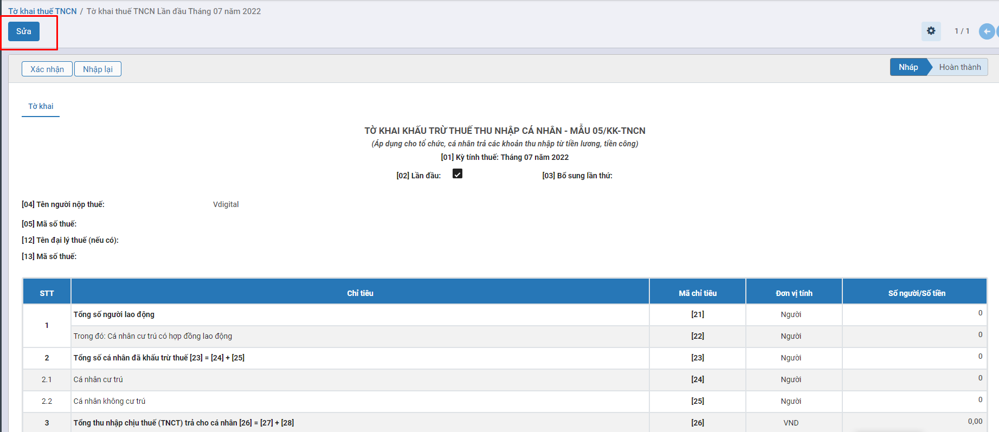 Tờ khai thuế TNCN / Tờ khai thuế TNCN Lần đầu Tháng 07 năm 2022
Sửa
1 / 1
Xác nhận Nhập lại
Nháp Hoàn thành
Tờ khai
TỜ KHAI KHẤU TRỪ THUẾ THU NHẬP CÁ NHÂN - MẪU 05/KK-TNCN
(Áp dụng cho tổ chức, cá nhân trả các khoản thu nhập từ tiền lương, tiền công)
[01] Kỳ tính thuế: Tháng 07 năm 2022
[02] Lần đầu: [03] Bổ sung lần thứ:
[04] Tên người nộp thuế: Vdigital
[05] Mã số thuế:
[12] Tên đại lý thuế (nếu có):
[13] Mã số thuế:
STT Chỉ tiêu Mã chỉ tiêu Đơn vị tính Số người/Số tiền
1 Tổng số người lao động [21] Người 0
Trong đó: Cá nhân cư trú có hợp đồng lao động [22] Người 0
2 Tổng số cá nhân đã khấu trừ thuế [23] = [24] + [25] [23] Người 0
2.1 Cá nhân cư trú [24] Người 0
2.2 Cá nhân không cư trú [25] Người 0
3 Tổng thu nhập chịu thuế (TNCT) trả cho cá nhân [26] = [27] + [28] [26] VND 0,00